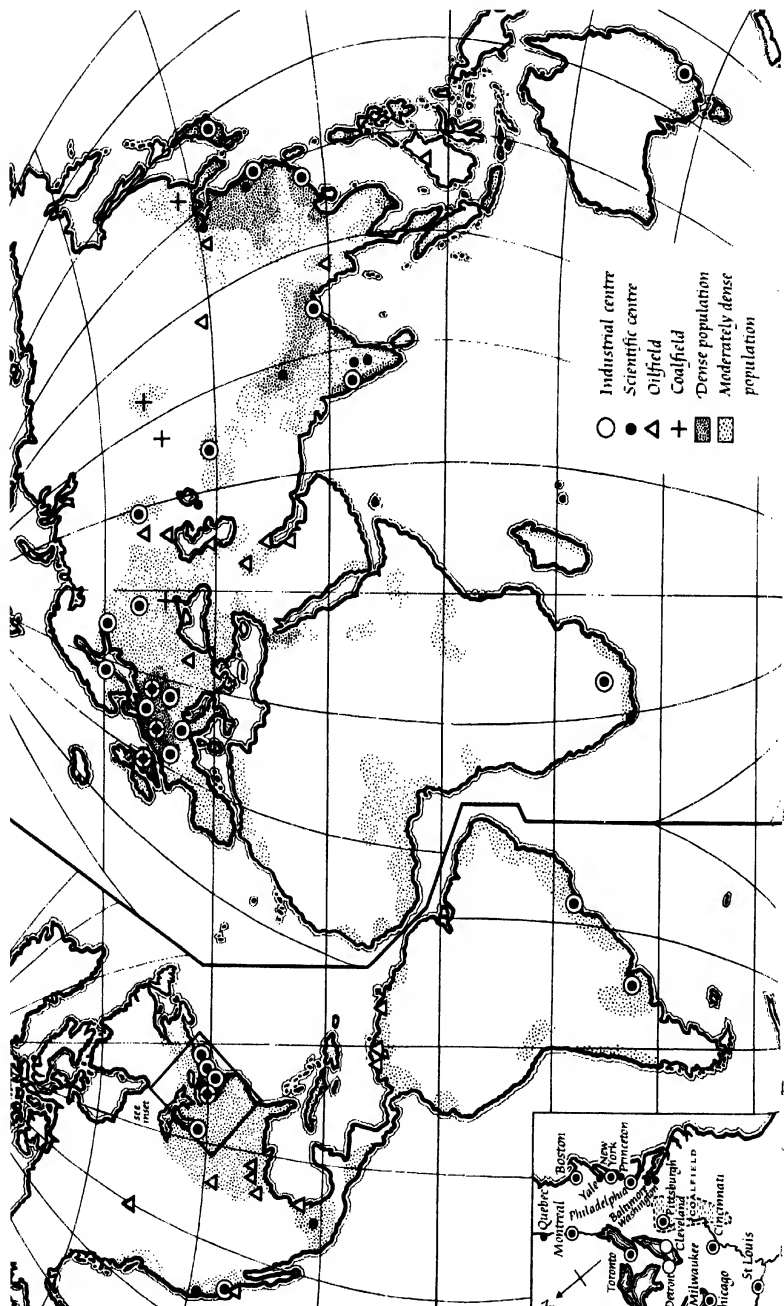 Industrial centre
Scientific centre
Oilfield
Coalfield
Dense population
Moderately dense
population
see
inset
Quebec
Montreal
Boston
Yale
New
York
Princeton
Philadelphia
Baltimore
Washington
Toronto
Pittsburgh
COALFIELD
Cleveland
Detroit
Cincinnati
Milwaukee
St Louis